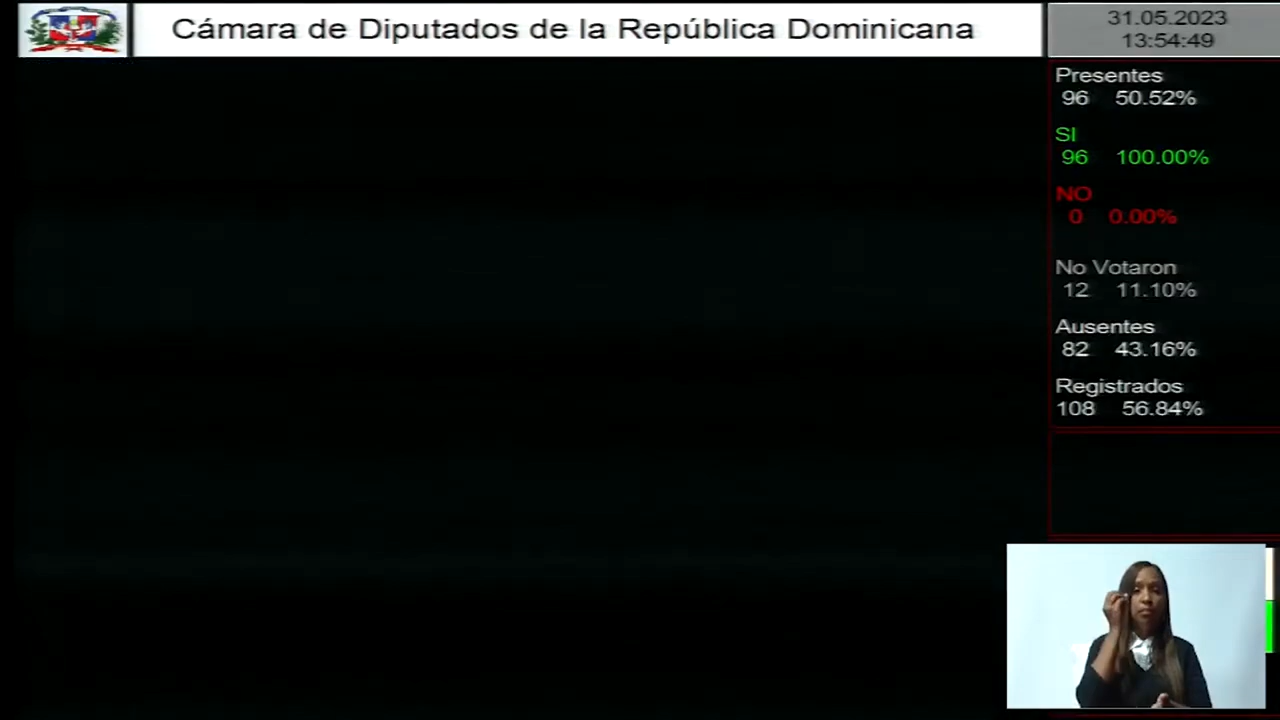 Cámara de Diputados de la República Dominicana
31.05.2023
13:54:49
Presentes
96 50.52%
SI
96 100.00%
NO
0 0.00%
No Votaron
12 11.10%
Ausentes
82 43.16%
Registrados
108 56.84%